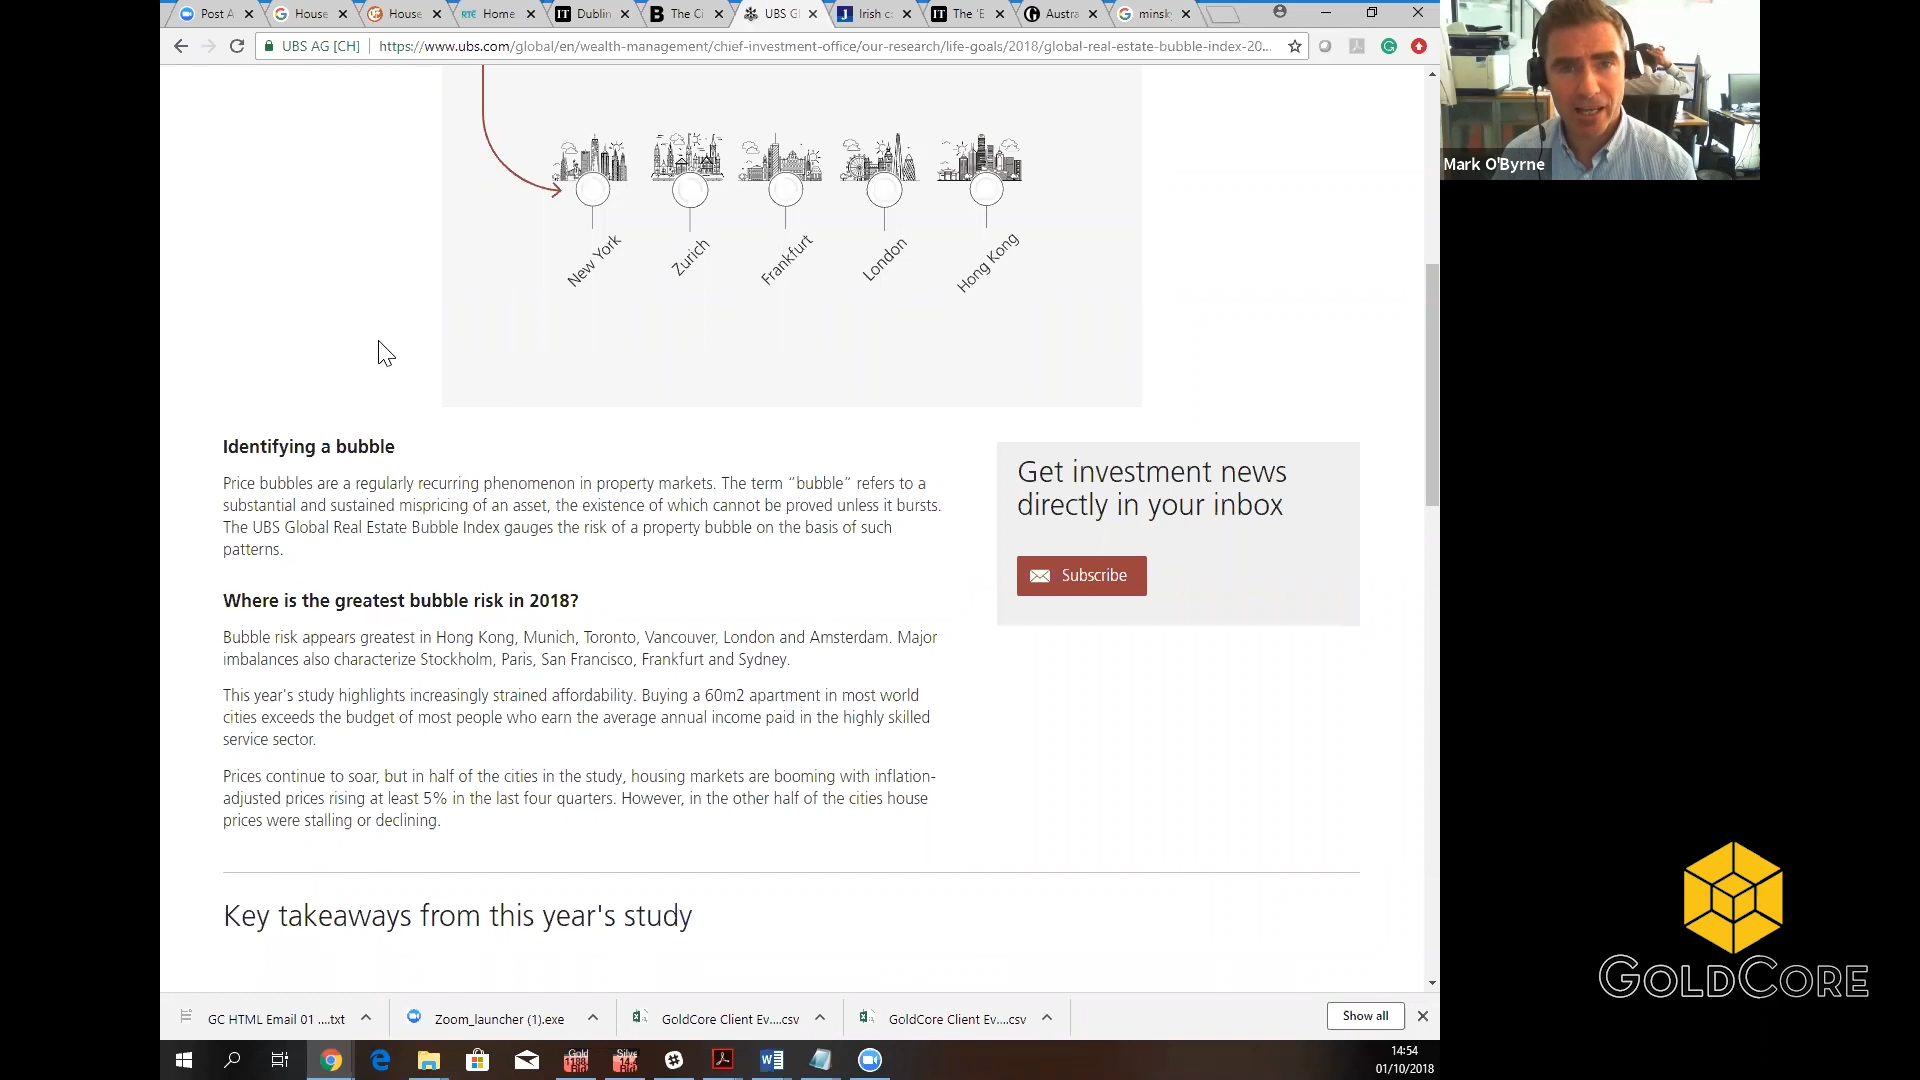 Post A
House
House
RTE Home
IT Dublin
B The Ci
UBS Gl
J Irish c
IT The 'E
Austra
G minsk
UBS AG [CH]
https://www.ubs.com/global/en/wealth-management/chief-investment-office/our-research/life-goals/2018/global-real-estate-bubble-index-20...
Mark O'Byrne
New York
Zurich
Frankfurt
London
Hong Kong
Identifying a bubble
Price bubbles are a regularly recurring phenomenon in property markets. The term “bubble” refers to a
substantial and sustained mispricing of an asset, the existence of which cannot be proved unless it bursts.
The UBS Global Real Estate Bubble Index gauges the risk of a property bubble on the basis of such
patterns.
Get investment news
directly in your inbox
Subscribe
Where is the greatest bubble risk in 2018?
Bubble risk appears greatest in Hong Kong, Munich, Toronto, Vancouver, London and Amsterdam. Major
imbalances also characterize Stockholm, Paris, San Francisco, Frankfurt and Sydney.
This year's study highlights increasingly strained affordability. Buying a 60m2 apartment in most world
cities exceeds the budget of most people who earn the average annual income paid in the highly skilled
service sector.
Prices continue to soar, but in half of the cities in the study, housing markets are booming with inflation-
adjusted prices rising at least 5% in the last four quarters. However, in the other half of the cities house
prices were stalling or declining.
Key takeaways from this year's study
GOLDCORE
GC HTML Email 01 ....txt
Zoom_launcher (1).exe
GoldCore Client Ev....csv
GoldCore Client Ev....csv
Show all
14:54
01/10/2018